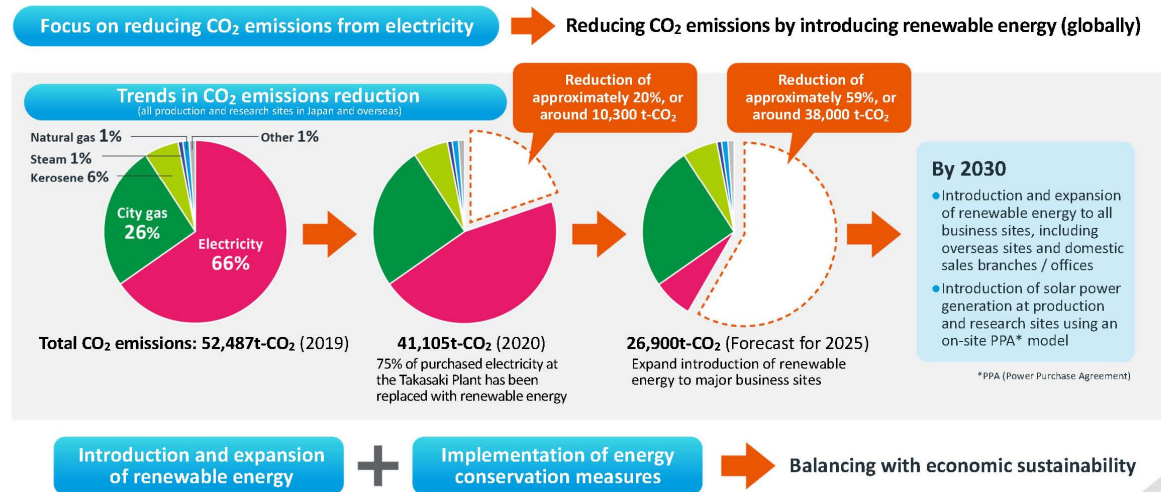 Focus on reducing CO₂ emissions from electricity
Reducing CO₂ emissions by introducing renewable energy (globally)
Trends in CO₂ emissions reduction
(all production and research sites in Japan and overseas)
Reduction of
approximately 20%, or
around 10,300 t-CO₂
Reduction of
approximately 59%, or
around 38,000 t-CO₂
Natural gas 1%
Other 1%
Steam 1%
Kerosene 6%
City gas
26%
Electricity
66%
Total CO₂ emissions: 52,487t-CO₂ (2019)
41,105t-CO₂ (2020)
75% of purchased electricity at
the Takasaki Plant has been
replaced with renewable energy
26,900t-CO₂ (Forecast for 2025)
Expand introduction of renewable
energy to major business sites
By 2030
●Introduction and expansion
of renewable energy to all
business sites, including
overseas sites and domestic
sales branches / offices
●Introduction of solar power
generation at production
and research sites using an
on-site PPA* model
*PPA (Power Purchase Agreement)
Introduction and expansion
of renewable energy
+
Implementation of energy
conservation measures
Balancing with economic sustainability